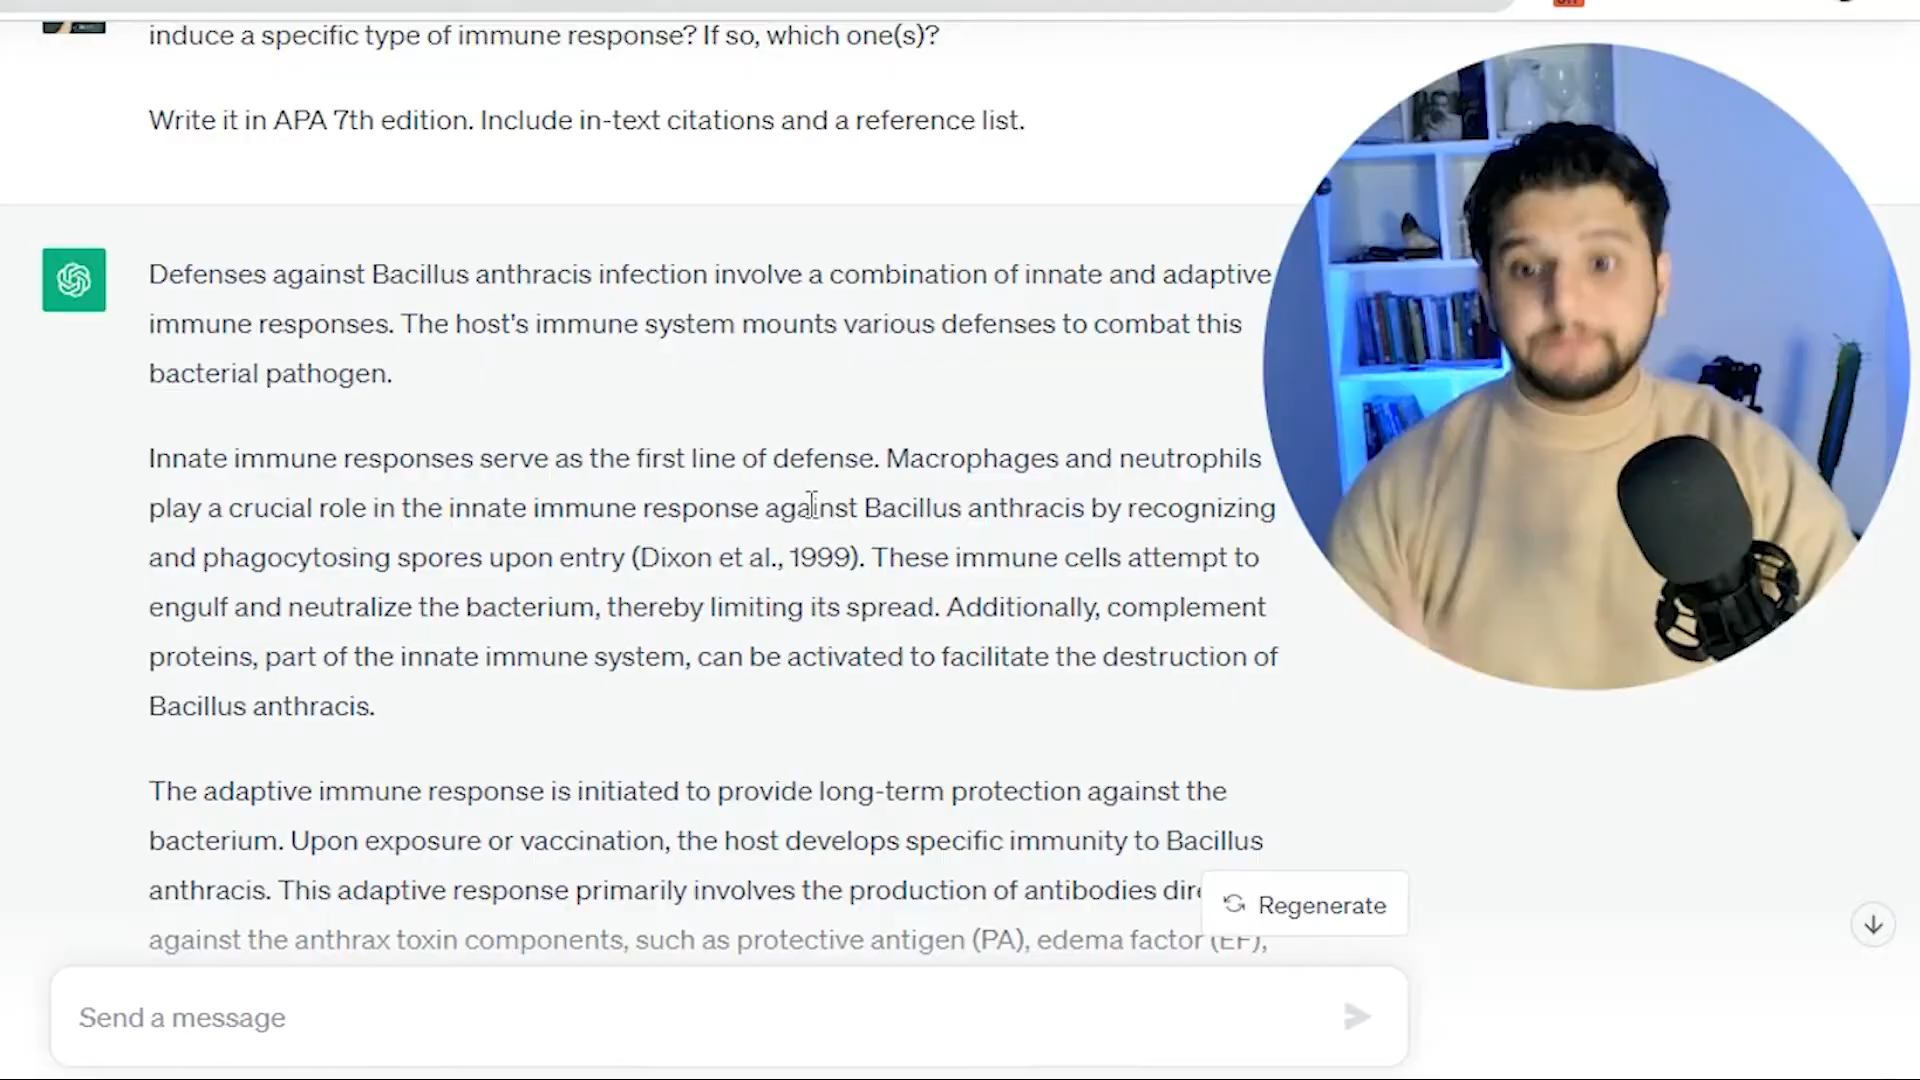 induce a specific type of immune response? If so, which one(s)?
Write it in APA 7th edition. Include in-text citations and a reference list.
Defenses against Bacillus anthracis infection involve a combination of innate and adaptive
immune responses. The host's immune system mounts various defenses to combat this
bacterial pathogen.
Innate immune responses serve as the first line of defense. Macrophages and neutrophils
play a crucial role in the innate immune response against Bacillus anthracis by recognizing
and phagocytosing spores upon entry (Dixon et al., 1999). These immune cells attempt to
engulf and neutralize the bacterium, thereby limiting its spread. Additionally, complement
proteins, part of the innate immune system, can be activated to facilitate the destruction of
Bacillus anthracis.
The adaptive immune response is initiated to provide long-term protection against the
bacterium. Upon exposure or vaccination, the host develops specific immunity to Bacillus
anthracis. This adaptive response primarily involves the production of antibodies
Regenerate
against the anthrax toxin components, such as protective antigen (PA), edema factor (EF),
Send a message